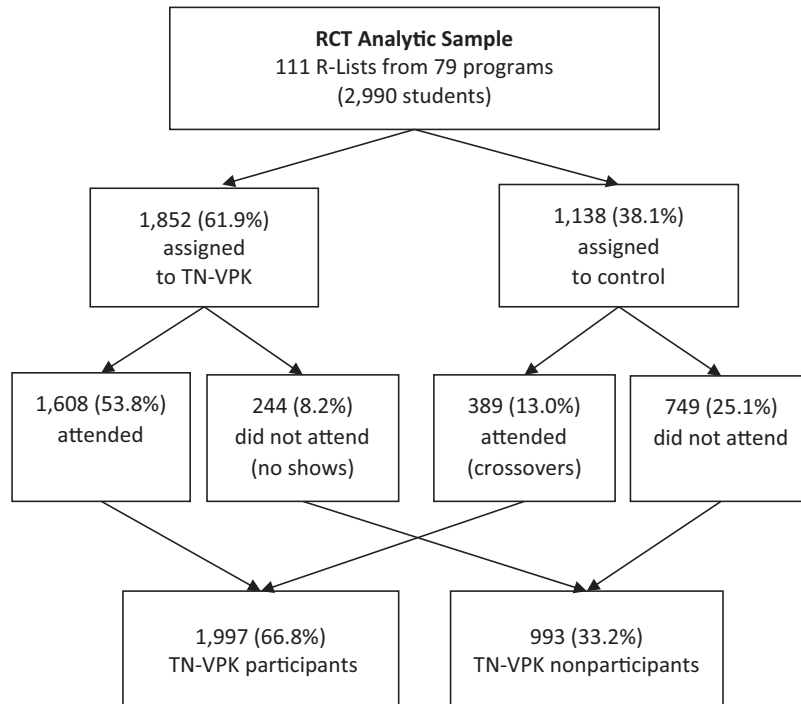 RCT Analytic Sample
111 R-Lists from 79 programs
(2,990 students)
1,852 (61.9%)
assigned
to TN-VPK
1,138 (38.1%)
assigned
to control
1,608 (53.8%)
attended
244 (8.2%)
did not attend
(no shows)
389 (13.0%)
attended
(crossovers)
749 (25.1%)
did not attend
1,997 (66.8%)
TN-VPK participants
993 (33.2%)
TN-VPK nonparticipants